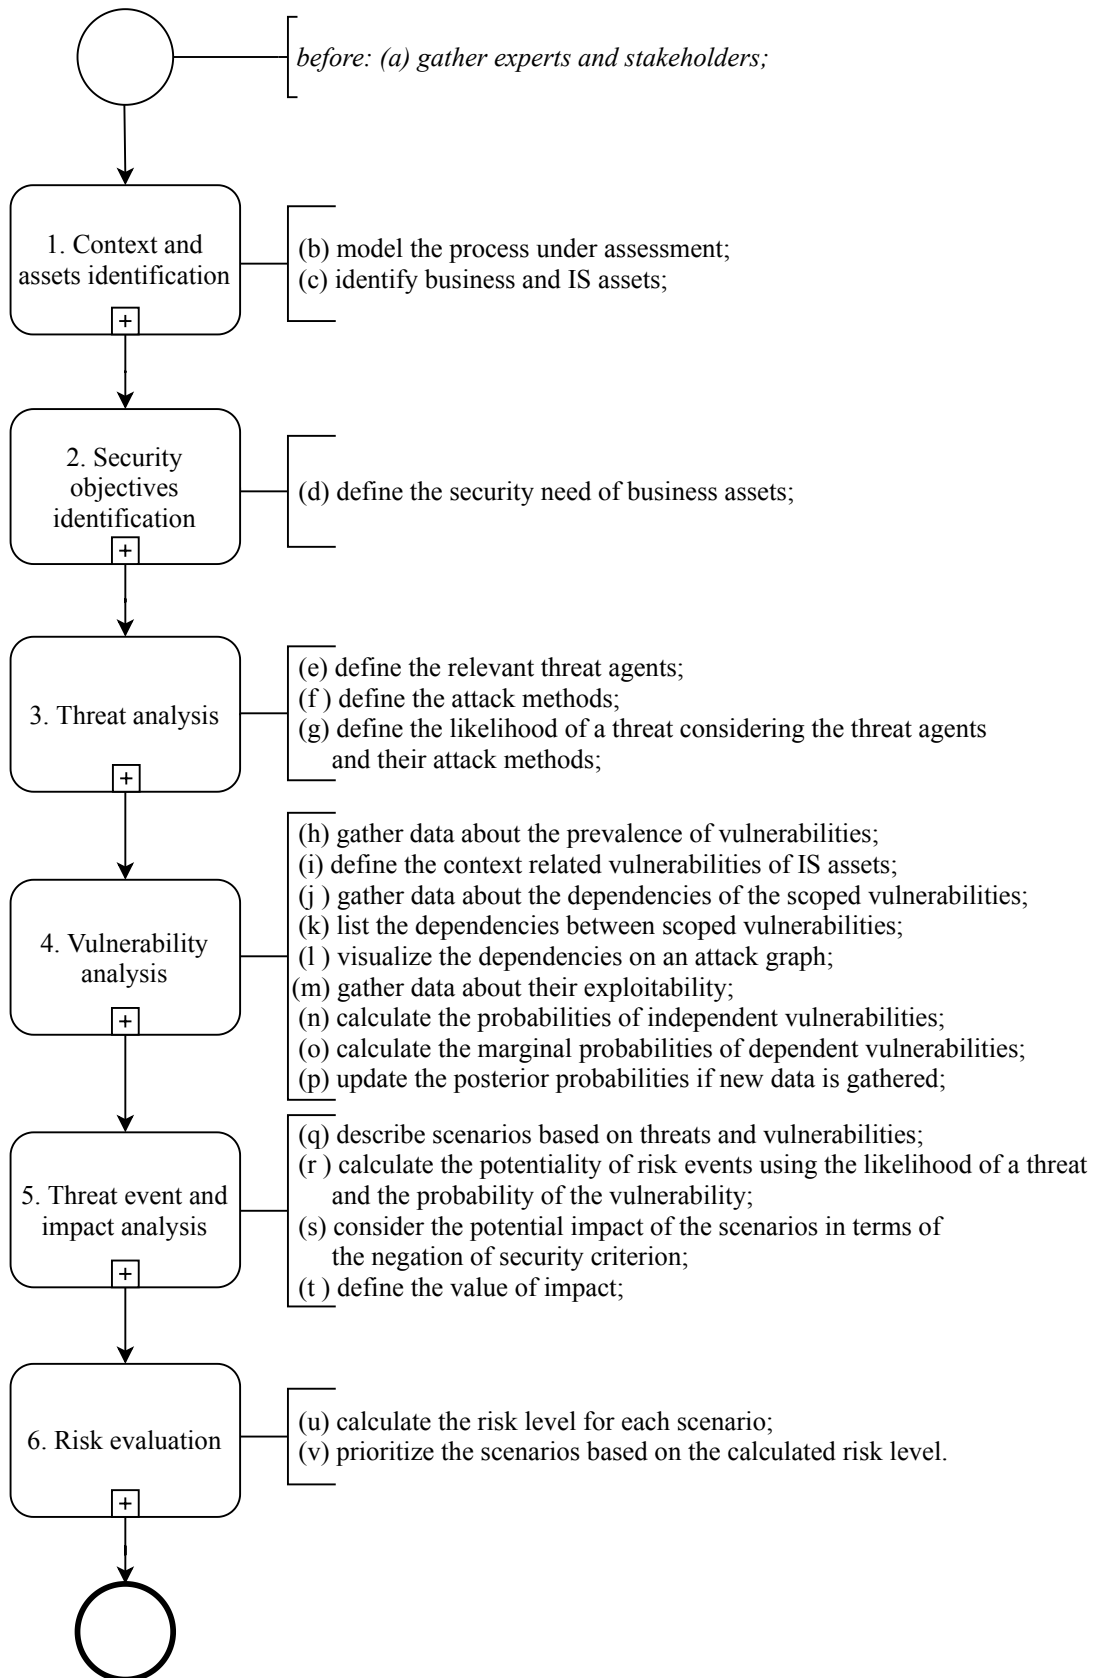 before: (a) gather experts and stakeholders;
1. Context and
assets identification
+
(b) model the process under assessment;
(c) identify business and IS assets;
2. Security
objectives
identification
+
(d) define the security need of business assets;
3. Threat analysis
+
(e) define the relevant threat agents;
(f ) define the attack methods;
(g) define the likelihood of a threat considering the threat agents
and their attack methods;
4. Vulnerability
analysis
+
(h) gather data about the prevalence of vulnerabilities;
(i) define the context related vulnerabilities of IS assets;
(j ) gather data about the dependencies of the scoped vulnerabilities;
(k) list the dependencies between scoped vulnerabilities;
(l ) visualize the dependencies on an attack graph;
(m) gather data about their exploitability;
(n) calculate the probabilities of independent vulnerabilities;
(o) calculate the marginal probabilities of dependent vulnerabilities;
(p) update the posterior probabilities if new data is gathered;
5. Threat event and
impact analysis
+
(q) describe scenarios based on threats and vulnerabilities;
(r ) calculate the potentiality of risk events using the likelihood of a threat
and the probability of the vulnerability;
(s) consider the potential impact of the scenarios in terms of
the negation of security criterion;
(t ) define the value of impact;
6. Risk evaluation
+
(u) calculate the risk level for each scenario;
(v) prioritize the scenarios based on the calculated risk level.